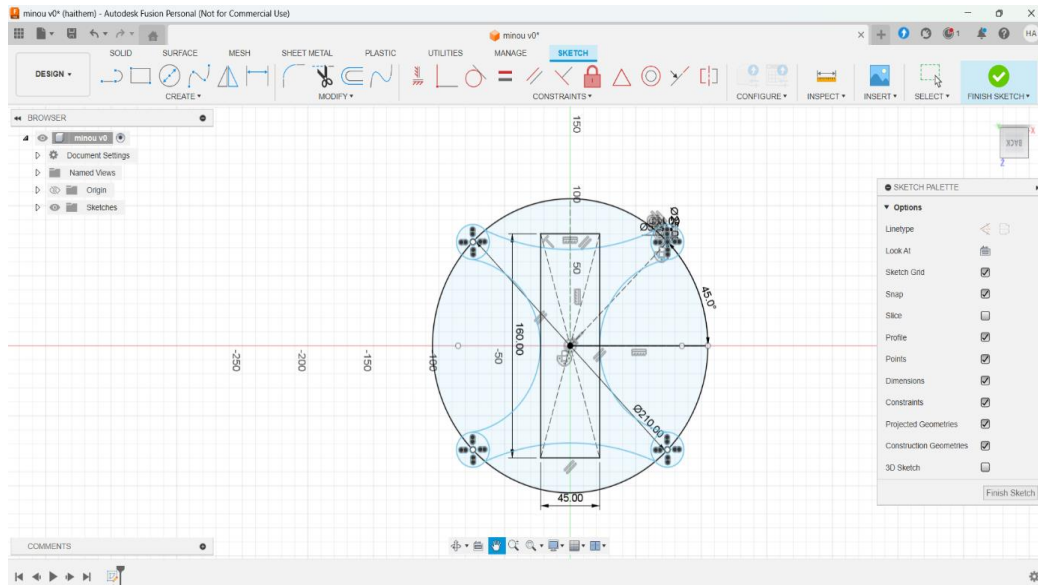 minou v0* (haithem) - Autodesk Fusion Personal (Not for Commercial Use)
minou v0*
1
HA
DESIGN
SOLID SURFACE MESH SHEET METAL PLASTIC UTILITIES MANAGE SKETCH
CREATE MODIFY CONSTRAINTS CONFIGURE INSPECT INSERT SELECT FINISH SKETCH
BROWSER
minou v0
Document Settings
Named Views
Origin
Sketches
BACK
X
Z
150
100
50
-250
-200
-150
-100
-50
45.0°
160.00
Ø210.00
45.00
SKETCH PALETTE
Options
Linetype
Look At
Sketch Grid
Snap
Slice
Profile
Points
Dimensions
Constraints
Projected Geometries
Construction Geometries
3D Sketch
Finish Sketch
COMMENTS